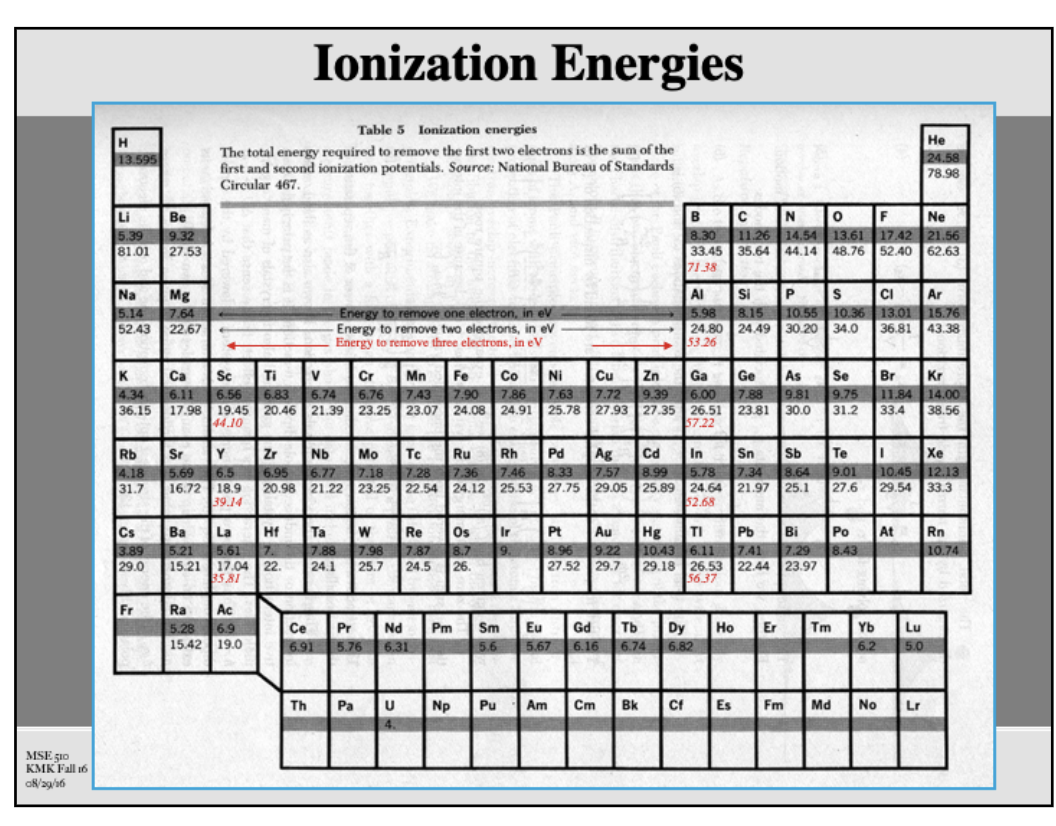 Ionization Energies
Table 5 Ionization energies
The total energy required to remove the first two electrons is the sum of the
first and second ionization potentials. Source: National Bureau of Standards
Circular 467.
H He
13.595 24.58
78.98
Li Be B C N O F Ne
5.39 9.32 8.30 11.26 14.54 13.61 17.42 21.56
81.01 27.53 33.45 35.64 44.14 48.76 52.40 62.63
71.38
Na Mg Al Si P S Cl Ar
5.14 7.64 Energy to remove one electron, in eV 5.98 8.15 10.55 10.36 13.01 15.76
52.43 22.67 Energy to remove two electrons, in eV 24.80 24.49 30.20 34.0 36.81 43.38
Energy to remove three electrons, in eV 53.26
K Ca Sc Ti V Cr Mn Fe Co Ni Cu Zn Ga Ge As Se Br Kr
4.34 6.11 6.56 6.83 6.74 6.76 7.43 7.90 7.86 7.63 7.72 9.39 6.00 7.88 9.81 9.75 11.84 14.00
36.15 17.98 19.45 20.46 21.39 23.25 23.07 24.08 24.91 25.78 27.93 27.35 26.51 23.81 30.0 31.2 33.4 38.56
44.10 57.22
Rb Sr Y Zr Nb Mo Tc Ru Rh Pd Ag Cd In Sn Sb Te I Xe
4.18 5.69 6.5 6.95 6.77 7.18 7.28 7.36 7.46 8.33 7.57 8.99 5.78 7.34 8.64 9.01 10.45 12.13
31.7 16.72 18.9 20.98 21.22 23.25 22.54 24.12 25.53 27.75 29.05 25.89 24.64 21.97 25.1 27.6 29.54 33.3
39.14 52.68
Cs Ba La Hf Ta W Re Os Ir Pt Au Hg Tl Pb Bi Po At Rn
3.89 5.21 5.61 7. 7.88 7.98 7.87 8.7 9. 8.96 9.22 10.43 6.11 7.41 7.29 8.43 10.74
29.0 15.21 17.04 22. 24.1 25.7 24.5 26. 27.52 29.7 29.18 26.53 22.44 23.97
35.81 56.37
Fr Ra Ac
5.28 6.9
15.42 19.0
Ce Pr Nd Pm Sm Eu Gd Tb Dy Ho Er Tm Yb Lu
6.91 5.76 6.31 5.6 5.67 6.16 6.74 6.82 6.2 5.0
Th Pa U Np Pu Am Cm Bk Cf Es Fm Md No Lr
4.
MSE 510
KMK Fall 16
08/29/16